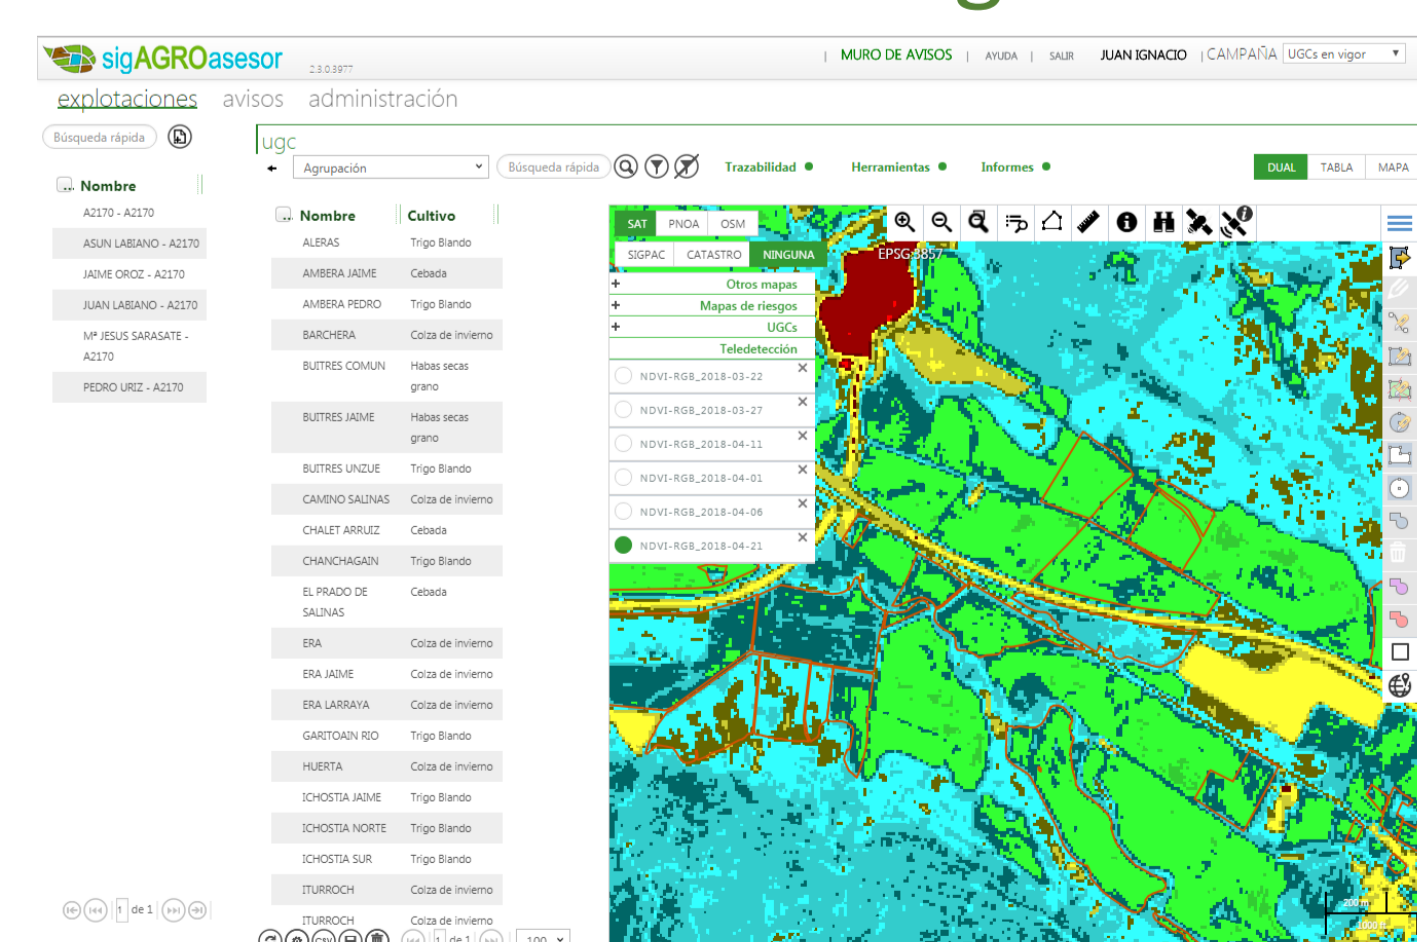 g
sigAGROasesor
2.3.0.3977
| MURO DE AVISOS | AYUDA | SALIR JUAN IGNACIO | CAMPAÑA UGCs en vigor
explotaciones avisos administración
Búsqueda rápida
ugc
Agrupación Búsqueda rápida Trazabilidad Herramientas Informes DUAL TABLA MAPA
... Nombre
A2170 - A2170
ASUN LABIANO - A2170
JAIME OROZ - A2170
JUAN LABIANO - A2170
Mª JESUS SARASATE -
A2170
PEDRO URIZ - A2170
1 de 1
... Nombre Cultivo
ALERAS Trigo Blando
AMBERA JAIME Cebada
AMBERA PEDRO Trigo Blando
BARCHERA Colza de invierno
BUITRES COMUN Habas secas
grano
BUITRES JAIME Habas secas
grano
BUITRES UNZUE Trigo Blando
CAMINO SALINAS Colza de invierno
CHALET ARRUIZ Cebada
CHANCHAGAIN Trigo Blando
EL PRADO DE Cebada
SALINAS
ERA Colza de invierno
ERA JAIME Colza de invierno
ERA LARRAYA Colza de invierno
GARITOAIN RIO Trigo Blando
HUERTA Colza de invierno
ICHOSTIA JAIME Trigo Blando
ICHOSTIA NORTE Trigo Blando
ICHOSTIA SUR Trigo Blando
ITURROCH Colza de invierno
ITURROCH Colza de invierno
CSV 1 de 1 100
SAT PNOA OSM
SIGPAC CATASTRO NINGUNA EPSG:3857
+ Otros mapas
+ Mapas de riesgos
+ UGCs
Teledetección
NDVI-RGB_2018-03-22
NDVI-RGB_2018-03-27
NDVI-RGB_2018-04-11
NDVI-RGB_2018-04-01
NDVI-RGB_2018-04-06
NDVI-RGB_2018-04-21
200 m
1000 ft